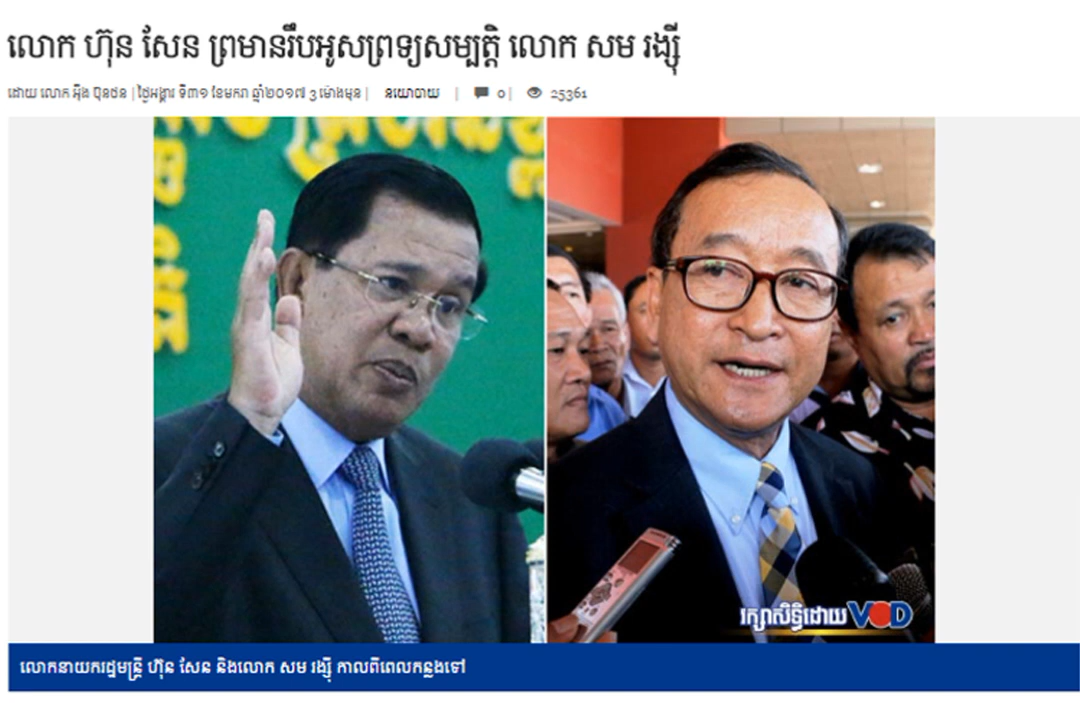 លោក ហ៊ុន សែន ព្រមានរឹបអូសព្រទ្យសម្បត្តិ លោក សម រង្ស៊ី
ដោយ លោក អ៊ឹង ប៊ុនថន | ថ្ងៃអង្គារ ទី៣១ ខែមករា ឆ្នាំ២០១៧ 3 ម៉ោងមុន | នយោបាយ | 0 | 25361
រក្សាសិទ្ធិដោយ VOD
លោកនាយករដ្ឋមន្ត្រី ហ៊ុន សែន និងលោក សម រង្ស៊ី កាលពីពេលកន្លងទៅ